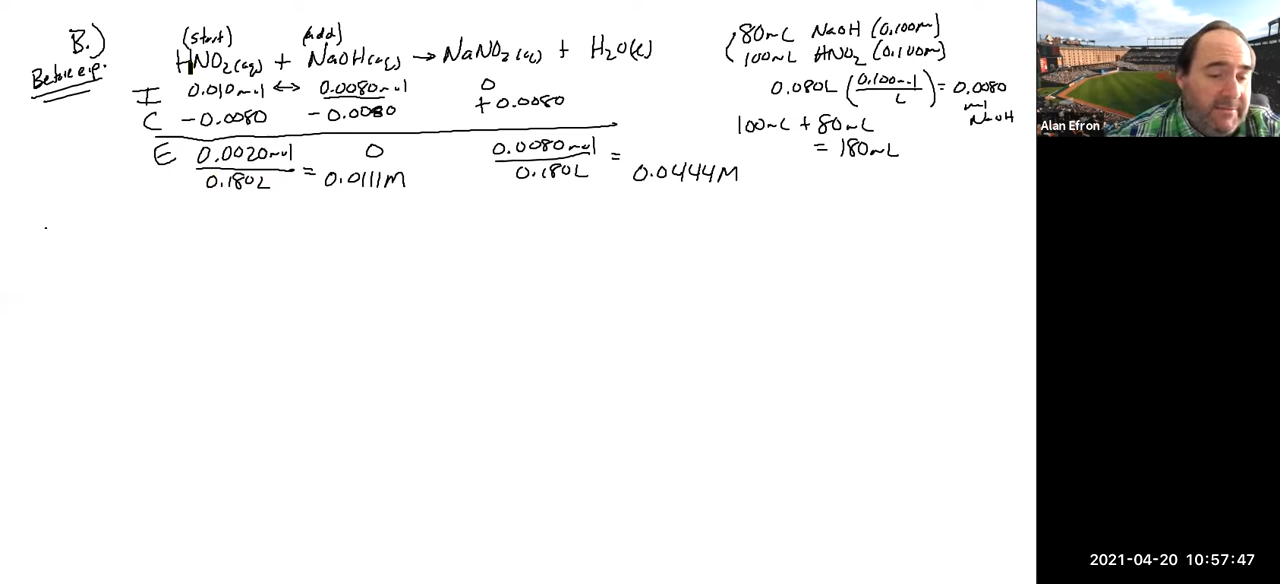 B.)
Before e.p.
(start) (add)
HNO₂(aq) + NaOH(aq) → NaNO₂(aq) + H₂O(ℓ)
I 0.010mol ↔ 0.0080mol 0
C -0.0080 -0.0080 +0.0080
E 0.0020mol/0.180L = 0.0111M 0 0.0080mol/0.180L = 0.0444M
80mL NaOH (0.100M)
100mL HNO₂ (0.100M)
0.080L (0.100mol/L) = 0.0080 mol NaOH
100mL + 80mL
= 180mL
Alan Efron
2021-04-20 10:57:47